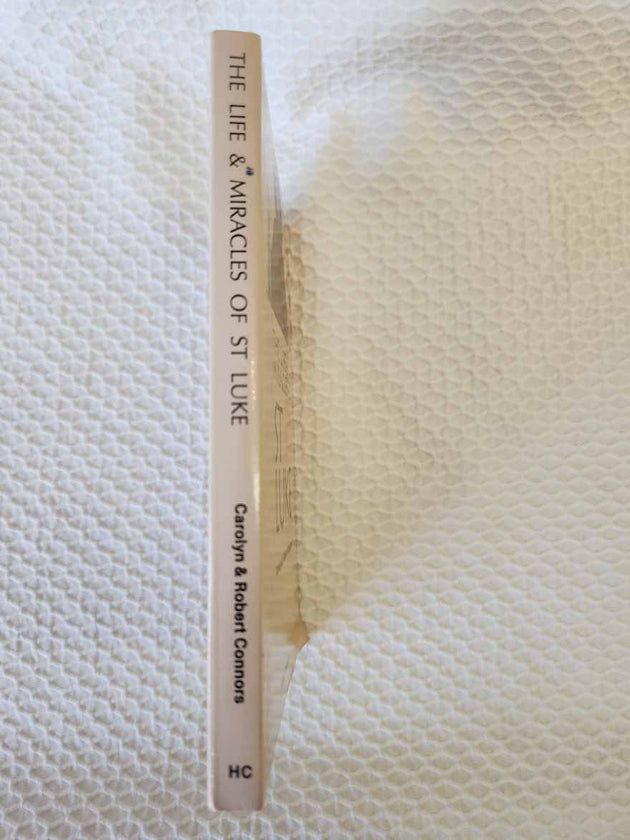 THE LIFE & MIRACLES OF ST LUKE
Carolyn & Robert Connors
HC